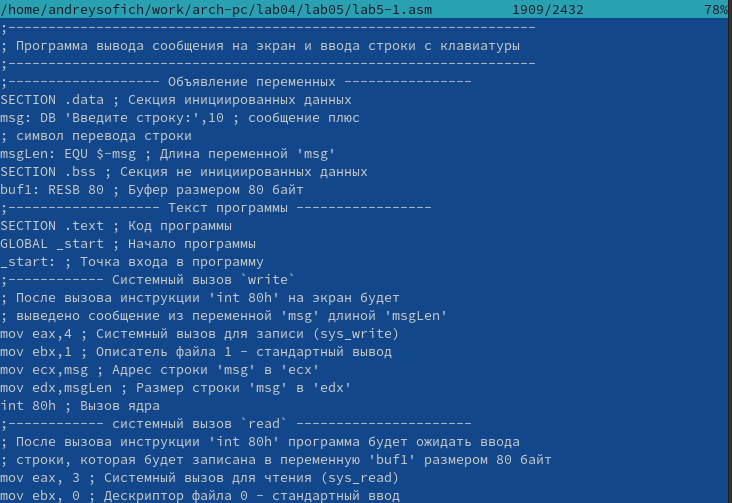 /home/andreysofich/work/arch-pc/lab04/lab05/lab5-1.asm 1909/2432 78%
;------------------------------------------------------------------
; Программа вывода сообщения на экран и ввода строки с клавиатуры
;------------------------------------------------------------------
;------------------- Объявление переменных ----------------
SECTION .data ; Секция инициированных данных
msg: DB 'Введите строку:',10 ; сообщение плюс
; символ перевода строки
msgLen: EQU $-msg ; Длина переменной 'msg'
SECTION .bss ; Секция не инициированных данных
buf1: RESB 80 ; Буфер размером 80 байт
;------------------- Текст программы -----------------
SECTION .text ; Код программы
GLOBAL _start ; Начало программы
_start: ; Точка входа в программу
;------------ Cистемный вызов `write`
; После вызова инструкции 'int 80h' на экран будет
; выведено сообщение из переменной 'msg' длиной 'msgLen'
mov eax,4 ; Системный вызов для записи (sys_write)
mov ebx,1 ; Описатель файла 1 - стандартный вывод
mov ecx,msg ; Адрес строки 'msg' в 'ecx'
mov edx,msgLen ; Размер строки 'msg' в 'edx'
int 80h ; Вызов ядра
;------------ системный вызов `read` ----------------------
; После вызова инструкции 'int 80h' программа будет ожидать ввода
; строки, которая будет записана в переменную 'buf1' размером 80 байт
mov eax, 3 ; Системный вызов для чтения (sys_read)
mov ebx, 0 ; Дескриптор файла 0 - стандартный ввод